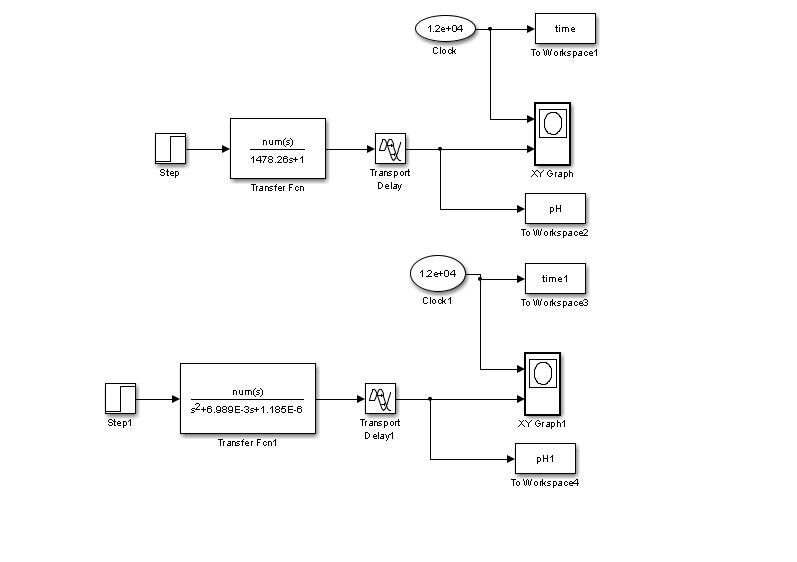 1.2e+04
Clock
time
To Workspace1
Step
num(s)
1478.26s+1
Transfer Fcn
Transport
Delay
XY Graph
pH
To Workspace2
1.2e+04
Clock1
time1
To Workspace3
Step1
num(s)
s2+6.989E-3s+1.185E-6
Transfer Fcn1
Transport
Delay1
XY Graph1
pH1
To Workspace4